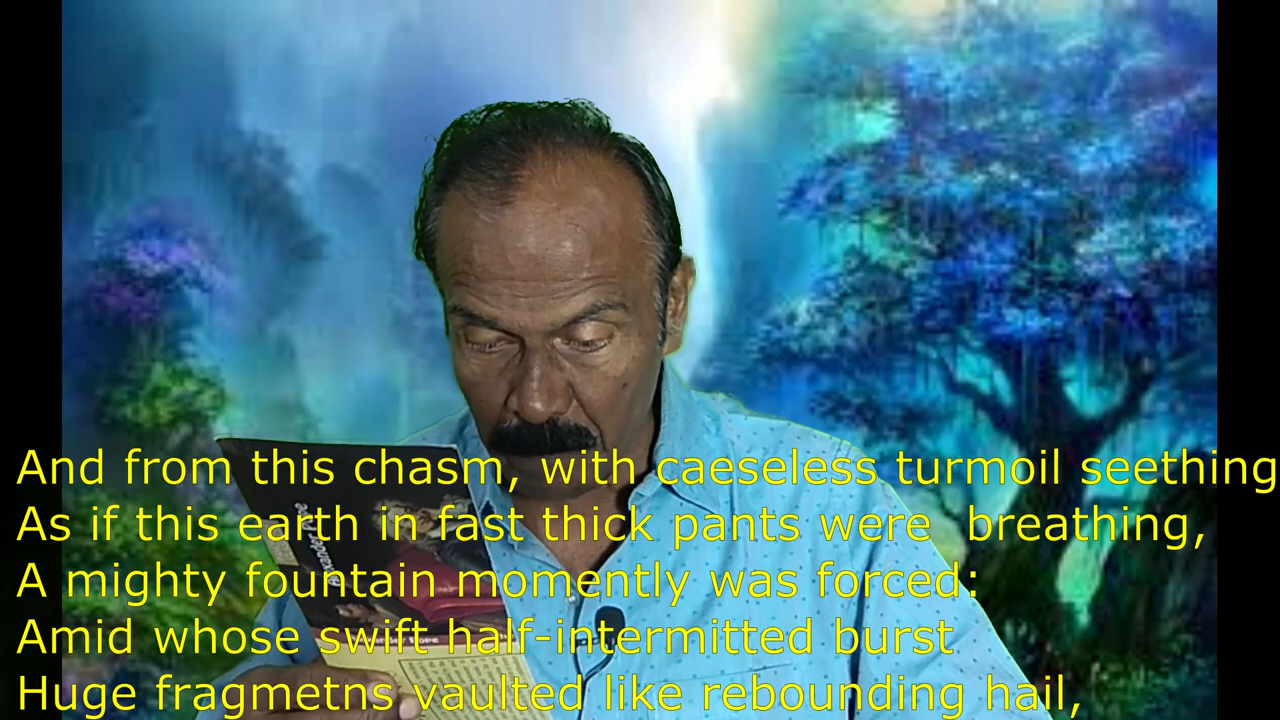 And from this chasm, with caeseless turmoil seething
As if this earth in fast thick pants were breathing,
A mighty fountain momently was forced:
Amid whose swift half-intermitted burst
Huge fragmetns vaulted like rebounding hail,